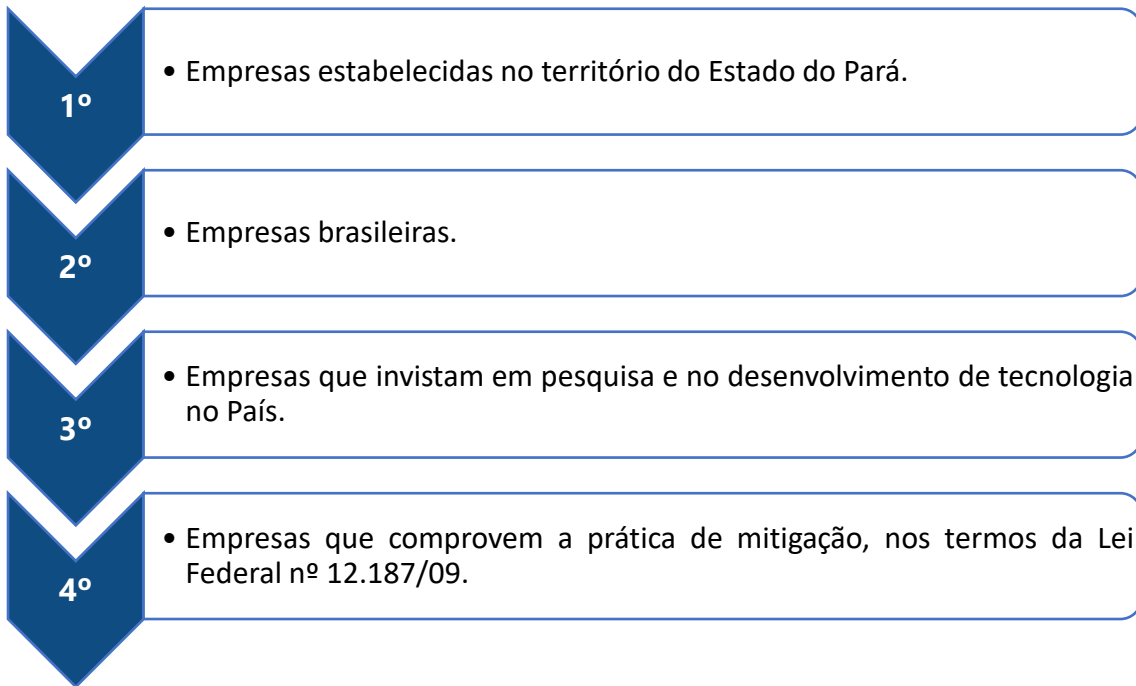 1º
• Empresas estabelecidas no território do Estado do Pará.
2º
• Empresas brasileiras.
3º
• Empresas que invistam em pesquisa e no desenvolvimento de tecnologia
no País.
4º
• Empresas que comprovem a prática de mitigação, nos termos da Lei
Federal nº 12.187/09.